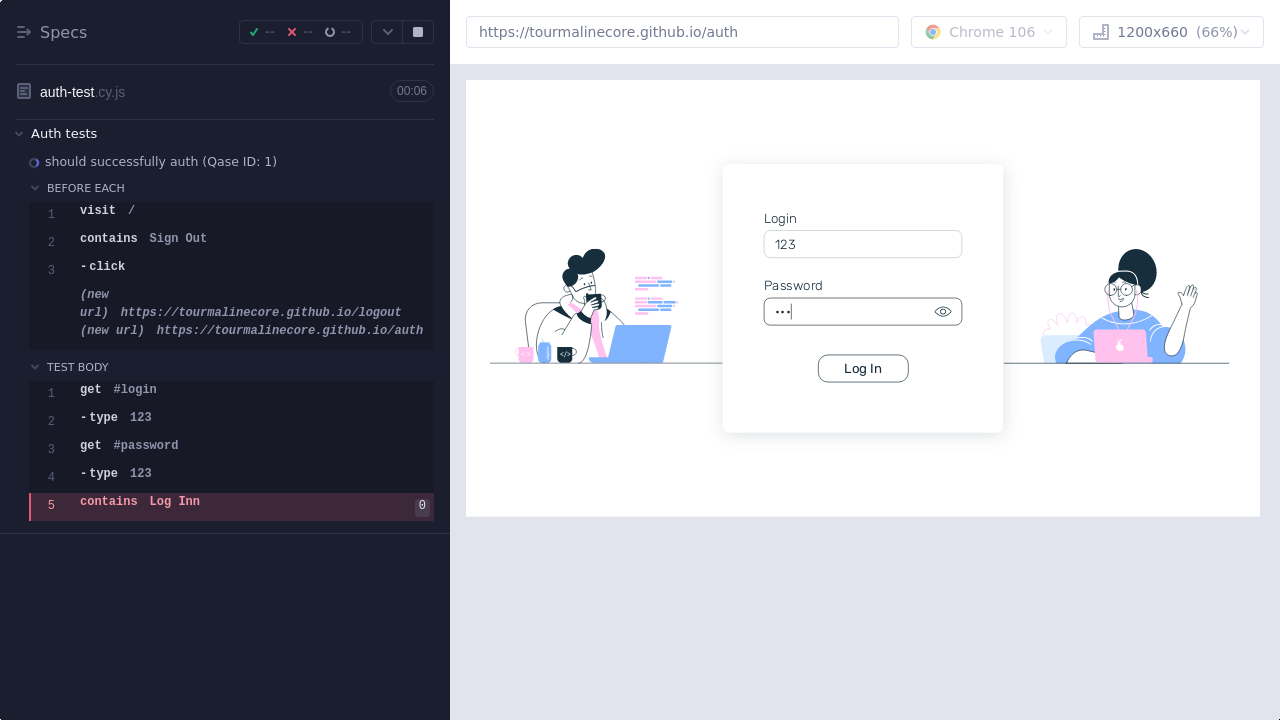 Specs
-- -- --
https://tourmalinecore.github.io/auth
Chrome 106
1200x660 (66%)
auth-test.cy.js
00:06
Auth tests
should successfully auth (Qase ID: 1)
BEFORE EACH
1 visit /
2 contains Sign Out
3 -click
(new
url) https://tourmalinecore.github.io/logout
(new url) https://tourmalinecore.github.io/auth
TEST BODY
1 get #login
2 -type 123
3 get #password
4 -type 123
5 contains Log Inn 0
Login
123
Password
•••
Log In